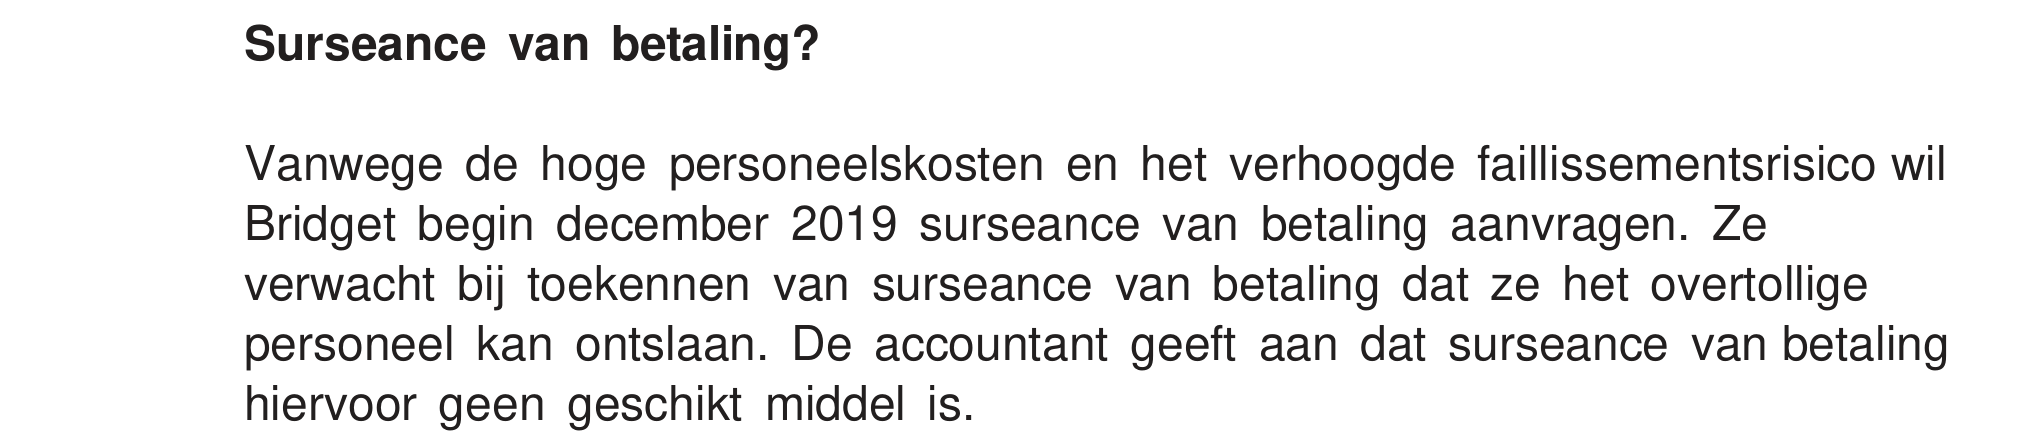 Surseance van betaling?
Vanwege de hoge personeelskosten en het verhoogde faillissementsrisico wil
Bridget begin december 2019 surseance van betaling aanvragen. Ze
verwacht bij toekennen van surseance van betaling dat ze het overtollige
personeel kan ontslaan. De accountant geeft aan dat surseance van betaling
hiervoor geen geschikt middel is.